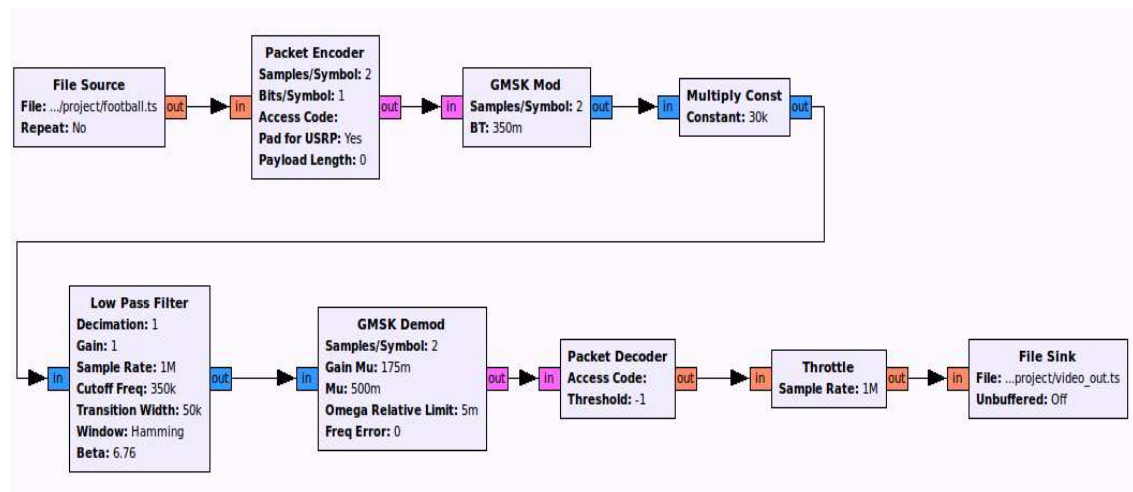 File Source
File: .../project/football.ts
Repeat: No
out
in
Packet Encoder
Samples/Symbol: 2
Bits/Symbol: 1
Access Code:
Pad for USRP: Yes
Payload Length: 0
out
in
GMSK Mod
Samples/Symbol: 2
BT: 350m
out
in
Multiply Const
Constant: 30k
out
in
Low Pass Filter
Decimation: 1
Gain: 1
Sample Rate: 1M
Cutoff Freq: 350k
Transition Width: 50k
Window: Hamming
Beta: 6.76
out
in
GMSK Demod
Samples/Symbol: 2
Gain Mu: 175m
Mu: 500m
Omega Relative Limit: 5m
Freq Error: 0
out
in
Packet Decoder
Access Code:
Threshold: -1
out
in
Throttle
Sample Rate: 1M
out
in
File Sink
File: ...project/video_out.ts
Unbuffered: Off